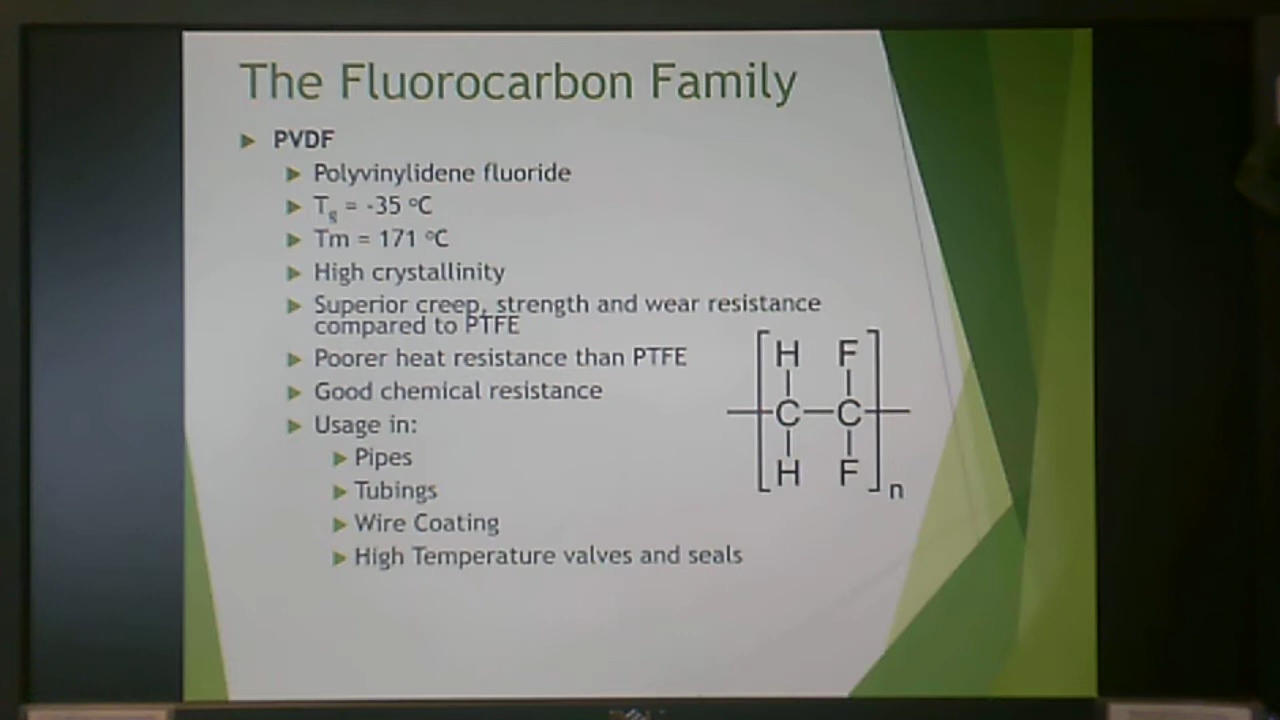 The Fluorocarbon Family
PVDF
Polyvinylidene fluoride
Tg = -35 ºC
Tm = 171 ºC
High crystallinity
Superior creep, strength and wear resistance
compared to PTFE
Poorer heat resistance than PTFE
Good chemical resistance
Usage in:
Pipes
Tubings
Wire Coating
High Temperature valves and seals
H F
C C
H F
n